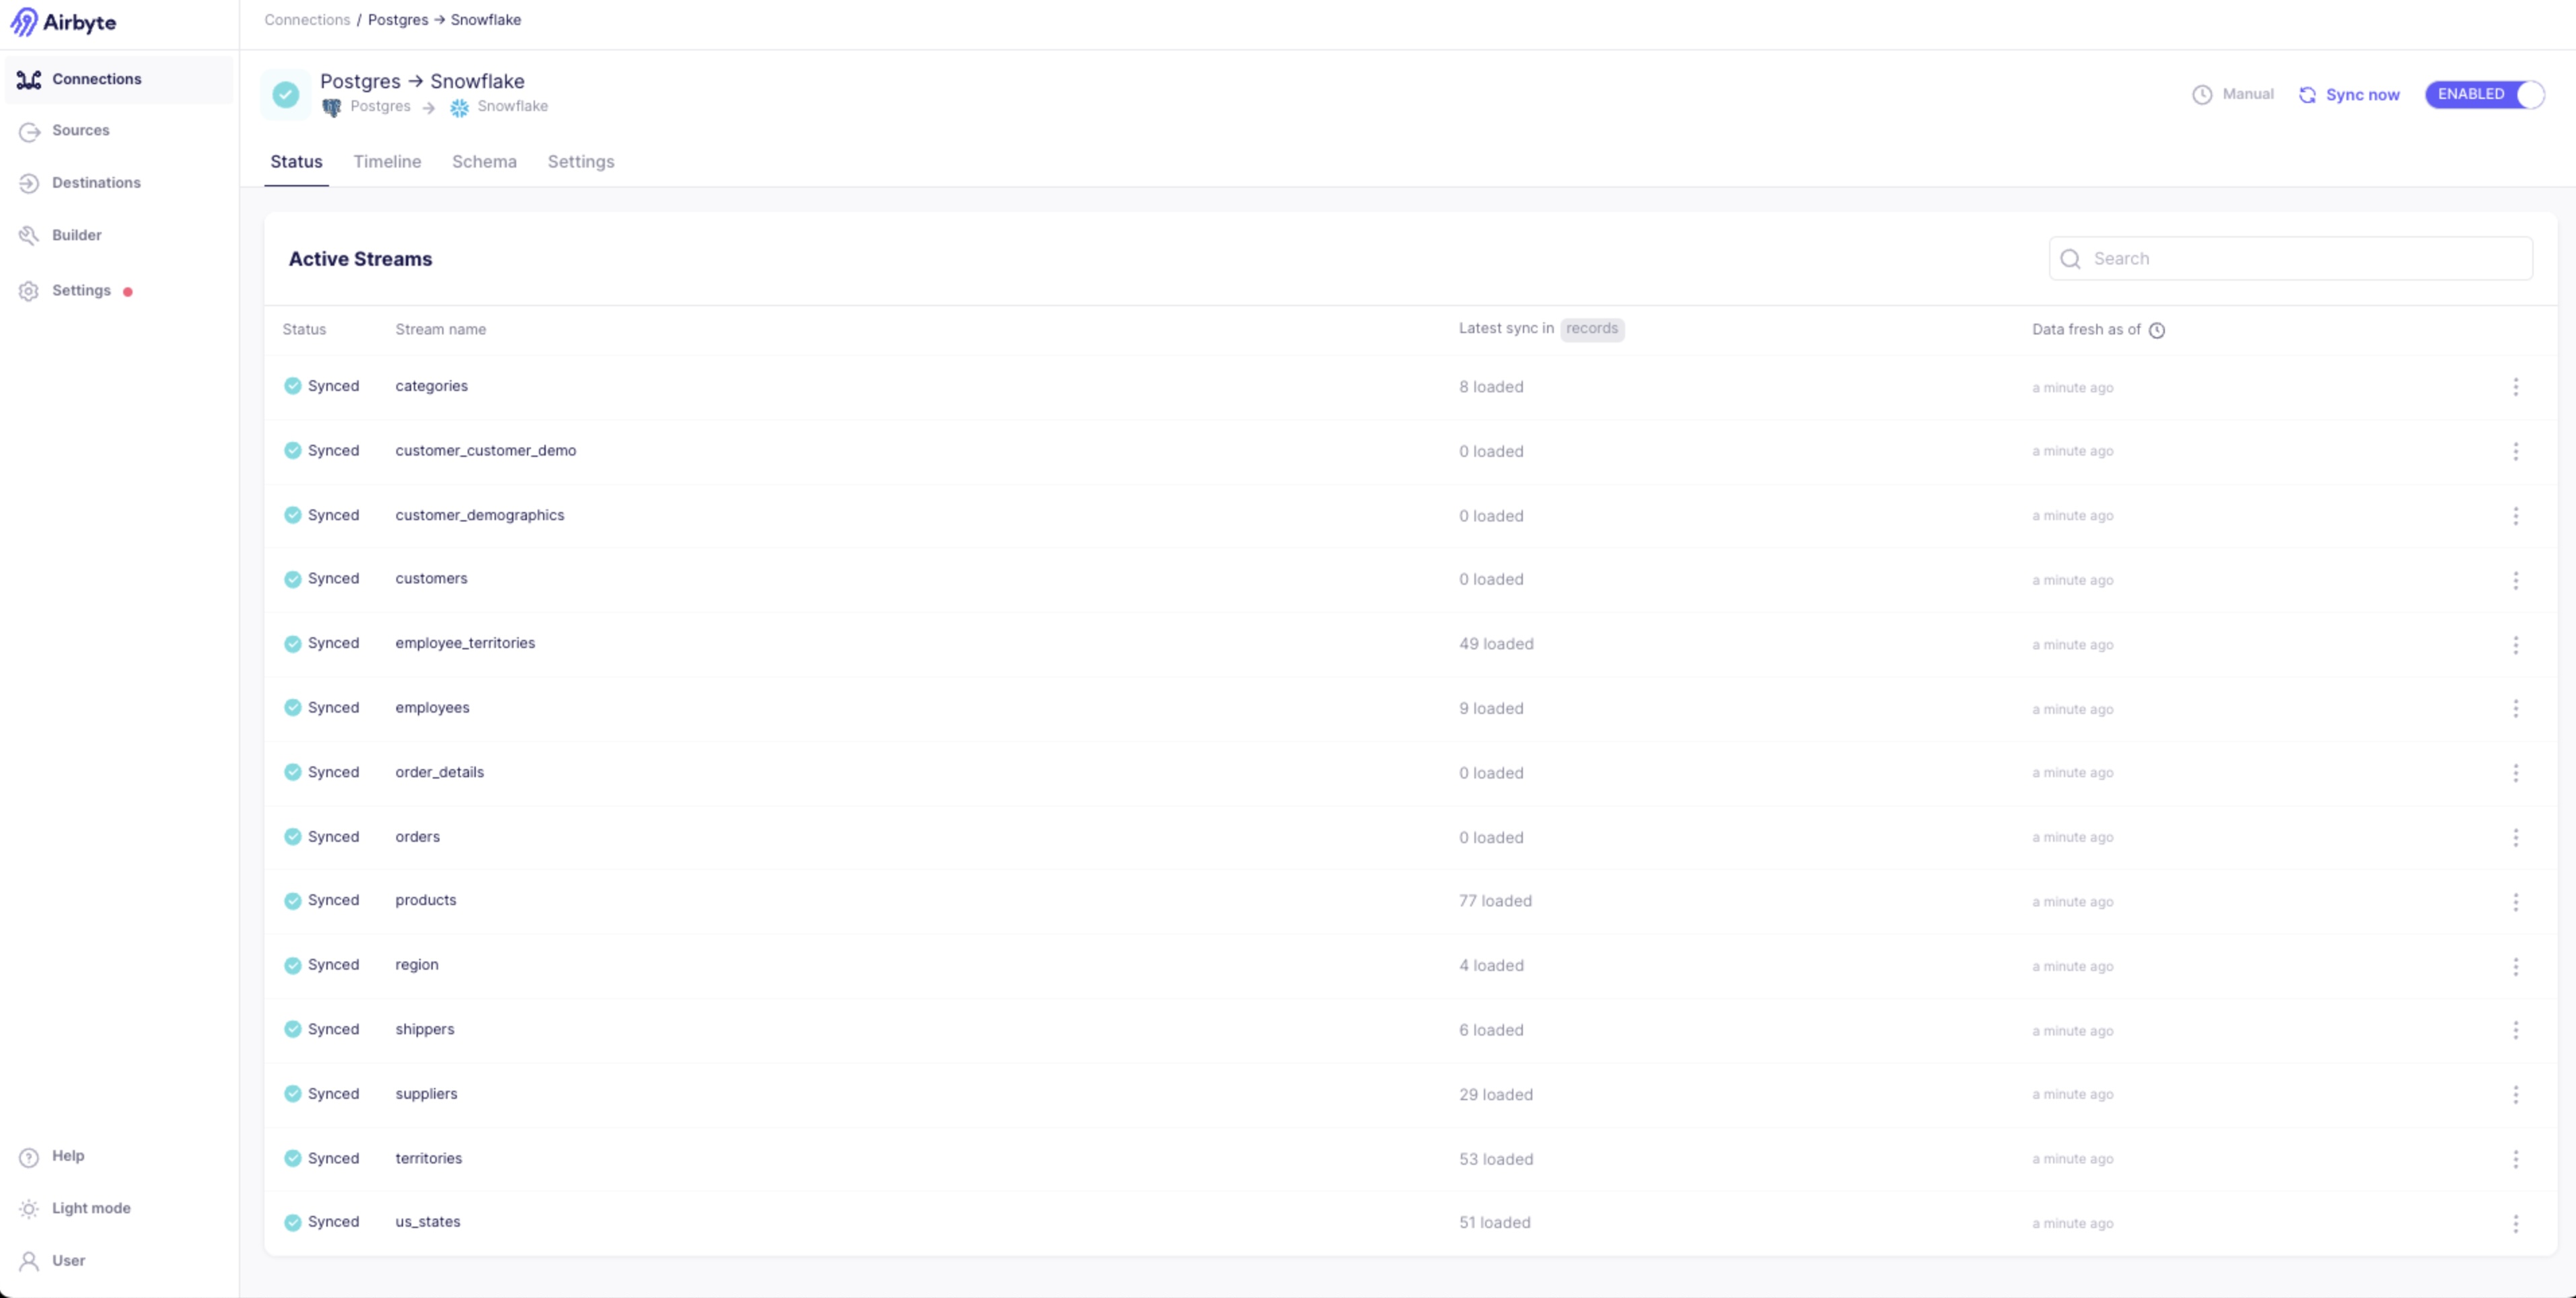 Airbyte
Connections / Postgres → Snowflake
Connections
Sources
Destinations
Builder
Settings
Help
Light mode
User
Postgres → Snowflake
Postgres → Snowflake
Manual Sync now ENABLED
Status Timeline Schema Settings
Active Streams
Search
Status Stream name Latest sync in records Data fresh as of
Synced categories 8 loaded a minute ago
Synced customer_customer_demo 0 loaded a minute ago
Synced customer_demographics 0 loaded a minute ago
Synced customers 0 loaded a minute ago
Synced employee_territories 49 loaded a minute ago
Synced employees 9 loaded a minute ago
Synced order_details 0 loaded a minute ago
Synced orders 0 loaded a minute ago
Synced products 77 loaded a minute ago
Synced region 4 loaded a minute ago
Synced shippers 6 loaded a minute ago
Synced suppliers 29 loaded a minute ago
Synced territories 53 loaded a minute ago
Synced us_states 51 loaded a minute ago